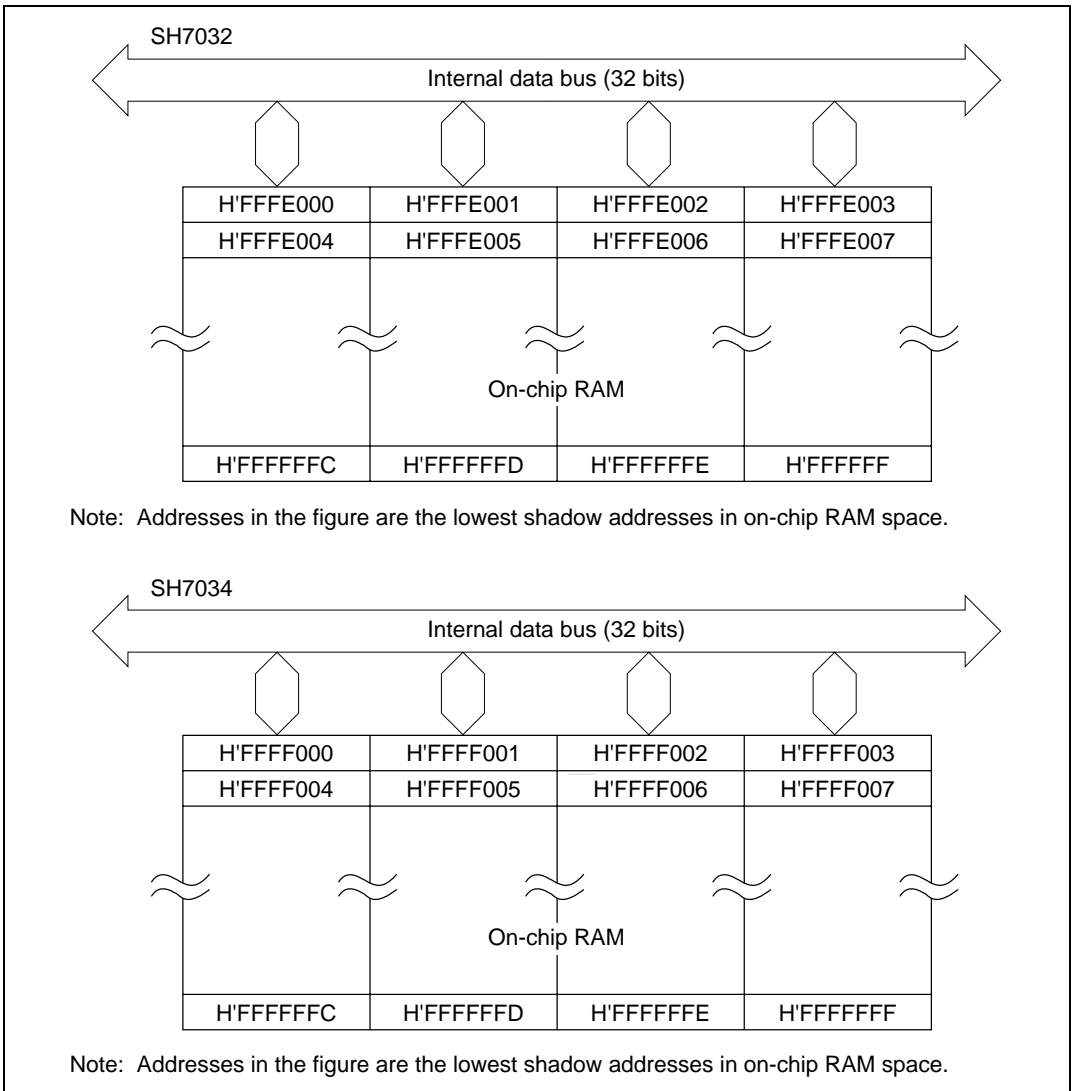 SH7032
Internal data bus (32 bits)
H'FFFE000 H'FFFE001 H'FFFE002 H'FFFE003
H'FFFE004 H'FFFE005 H'FFFE006 H'FFFE007
On-chip RAM
H'FFFFFFC H'FFFFFFD H'FFFFFFE H'FFFFFF
Note: Addresses in the figure are the lowest shadow addresses in on-chip RAM space.
SH7034
Internal data bus (32 bits)
H'FFFF000 H'FFFF001 H'FFFF002 H'FFFF003
H'FFFF004 H'FFFF005 H'FFFF006 H'FFFF007
On-chip RAM
H'FFFFFFC H'FFFFFFD H'FFFFFFE H'FFFFFFF
Note: Addresses in the figure are the lowest shadow addresses in on-chip RAM space.